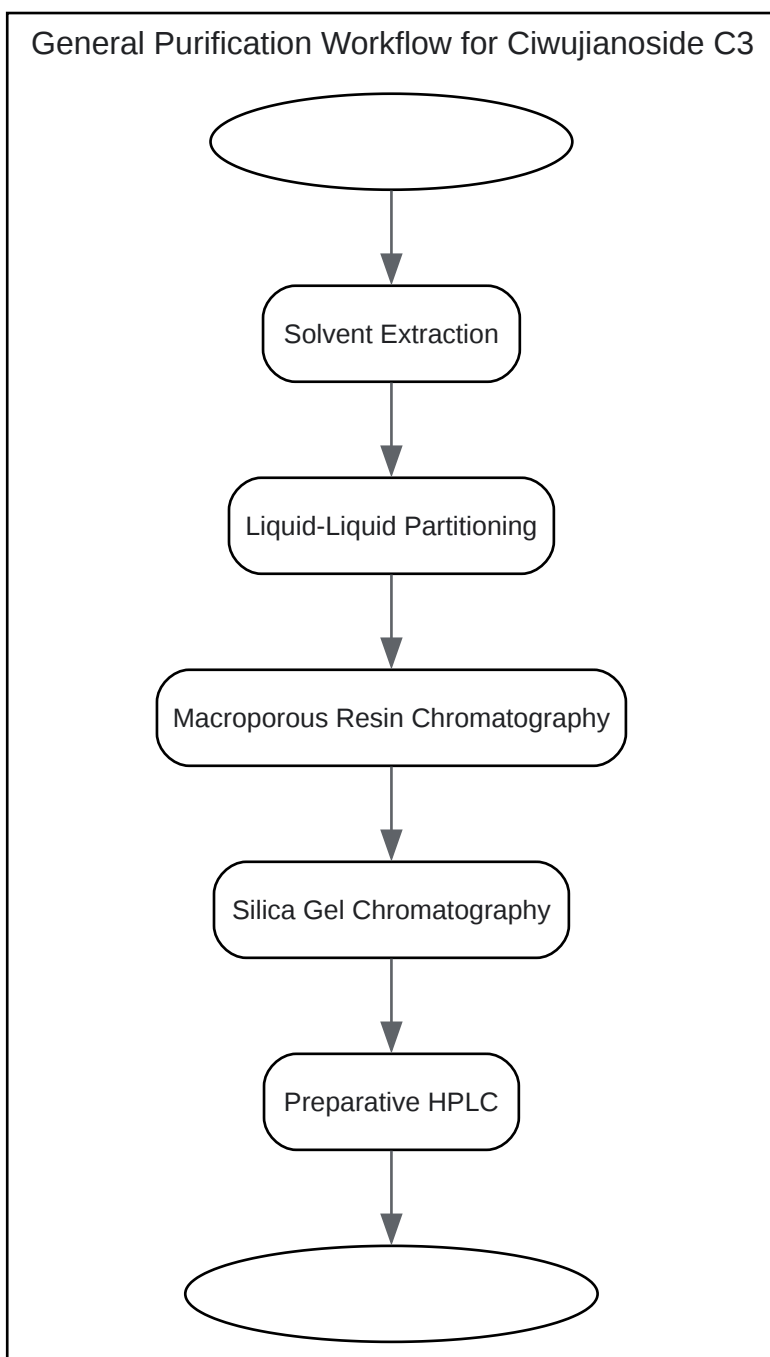 General Purification Workflow for Ciwujianoside C3
Solvent Extraction
Liquid-Liquid Partitioning
Macroporous Resin Chromatography
Silica Gel Chromatography
Preparative HPLC